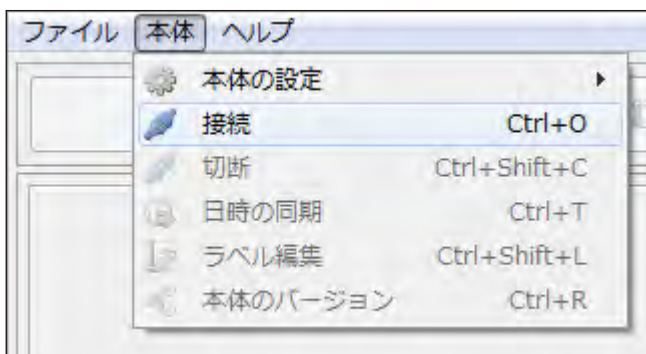 ファイル 本体 ヘルプ
本体の設定
接続 Ctrl+O
切断 Ctrl+Shift+C
日時の同期 Ctrl+T
ラベル編集 Ctrl+Shift+L
本体のバージョン Ctrl+R